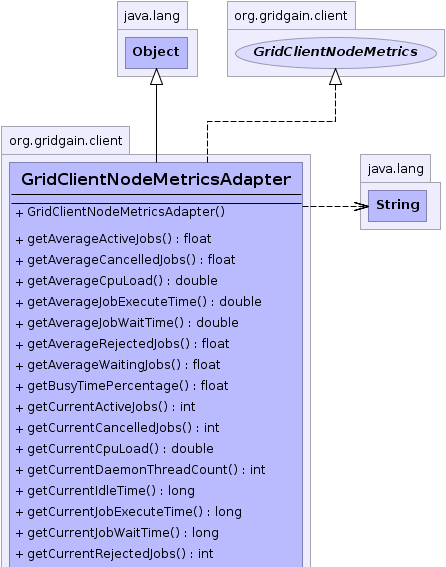 java.lang
Object
org.gridgain.client
GridClientNodeMetrics
org.gridgain.client
GridClientNodeMetricsAdapter
+ GridClientNodeMetricsAdapter()
+ getAverageActiveJobs() : float
+ getAverageCancelledJobs() : float
+ getAverageCpuLoad() : double
+ getAverageJobExecuteTime() : double
+ getAverageJobWaitTime() : double
+ getAverageRejectedJobs() : float
+ getAverageWaitingJobs() : float
+ getBusyTimePercentage() : float
+ getCurrentActiveJobs() : int
+ getCurrentCancelledJobs() : int
+ getCurrentCpuLoad() : double
+ getCurrentDaemonThreadCount() : int
+ getCurrentIdleTime() : long
+ getCurrentJobExecuteTime() : long
+ getCurrentJobWaitTime() : long
+ getCurrentRejectedJobs() : int
java.lang
String